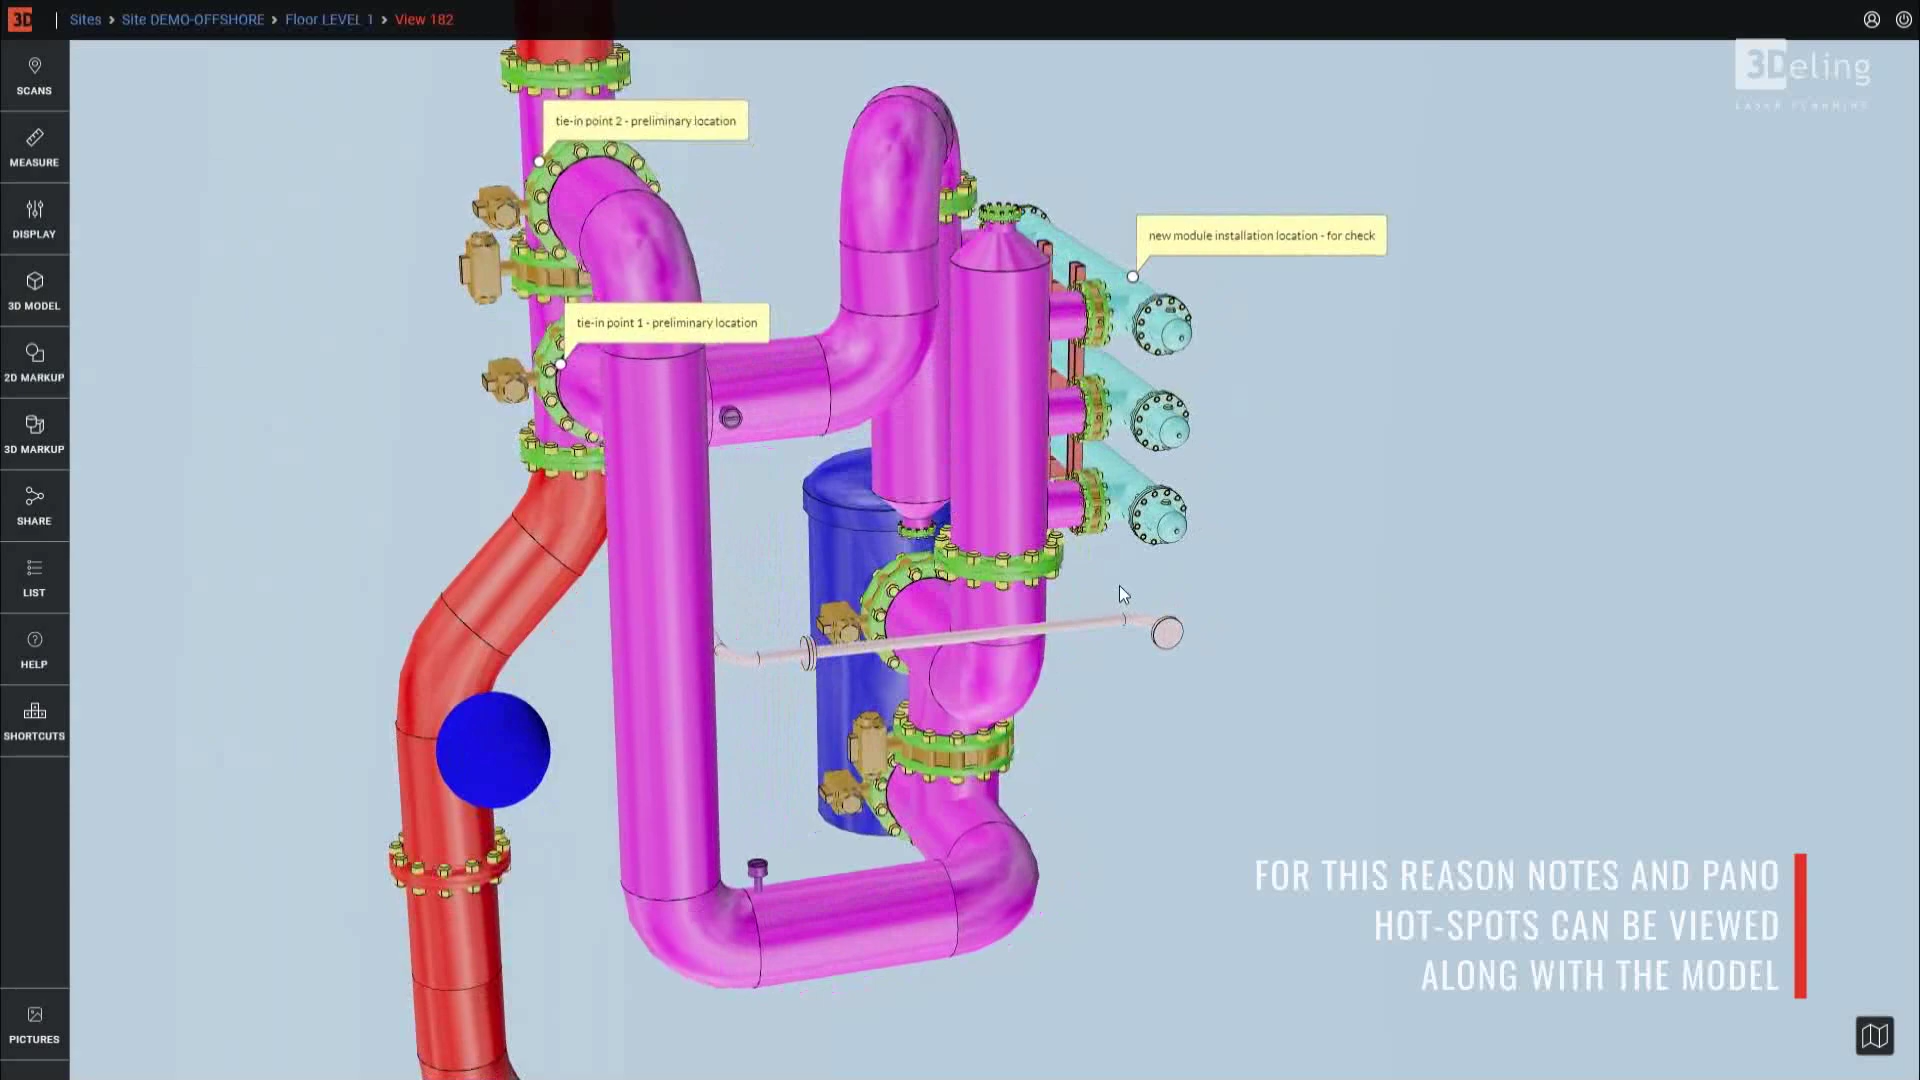 3D Sites > Site DEMO-OFFSHORE > Floor LEVEL 1 > View 182
3Deling
LASER SCANNING
SCANS
MEASURE
DISPLAY
3D MODEL
2D MARKUP
3D MARKUP
SHARE
LIST
HELP
SHORTCUTS
PICTURES
tie-in point 2 - preliminary location
new module installation location - for check
tie-in point 1 - preliminary location
FOR THIS REASON NOTES AND PANO
HOT-SPOTS CAN BE VIEWED
ALONG WITH THE MODEL